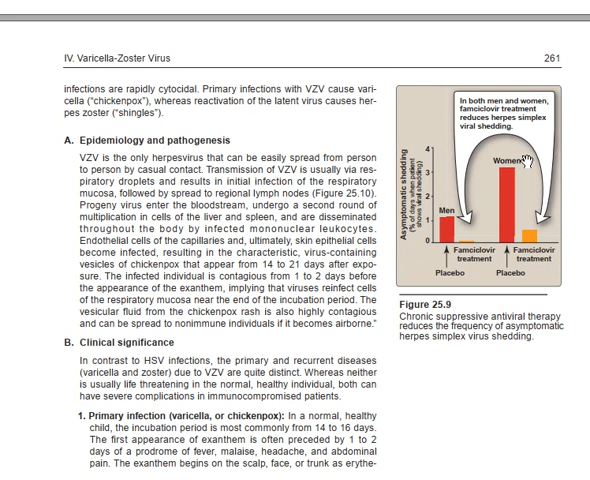 IV. Varicella-Zoster Virus 261
infections are rapidly cytocidal. Primary infections with VZV cause vari-
cella (“chickenpox”), whereas reactivation of the latent virus causes her-
pes zoster (“shingles”).
A. Epidemiology and pathogenesis
VZV is the only herpesvirus that can be easily spread from person
to person by casual contact. Transmission of VZV is usually via res-
piratory droplets and results in initial infection of the respiratory
mucosa, followed by spread to regional lymph nodes (Figure 25.10).
Progeny virus enter the bloodstream, undergo a second round of
multiplication in cells of the liver and spleen, and are disseminated
throughout the body by infected mononuclear leukocytes.
Endothelial cells of the capillaries and, ultimately, skin epithelial cells
become infected, resulting in the characteristic, virus-containing
vesicles of chickenpox that appear from 14 to 21 days after expo-
sure. The infected individual is contagious from 1 to 2 days before
the appearance of the exanthem, implying that viruses reinfect cells
of the respiratory mucosa near the end of the incubation period. The
vesicular fluid from the chickenpox rash is also highly contagious
and can be spread to nonimmune individuals if it becomes airborne.”
B. Clinical significance
In contrast to HSV infections, the primary and recurrent diseases
(varicella and zoster) due to VZV are quite distinct. Whereas neither
is usually life threatening in the normal, healthy individual, both can
have severe complications in immunocompromised patients.
1. Primary infection (varicella, or chickenpox): In a normal, healthy
child, the incubation period is most commonly from 14 to 16 days.
The first appearance of exanthem is often preceded by 1 to 2
days of a prodrome of fever, malaise, headache, and abdominal
pain. The exanthem begins on the scalp, face, or trunk as erythe-
In both men and women,
famciclovir treatment
reduces herpes simplex
viral shedding.
Asymptomatic shedding
(% of days when patient
shows viral shedding)
4
3
2
1
0
Men
Women
Famciclovir
treatment
Famciclovir
treatment
Placebo
Placebo
Figure 25.9
Chronic suppressive antiviral therapy
reduces the frequency of asymptomatic
herpes simplex virus shedding.